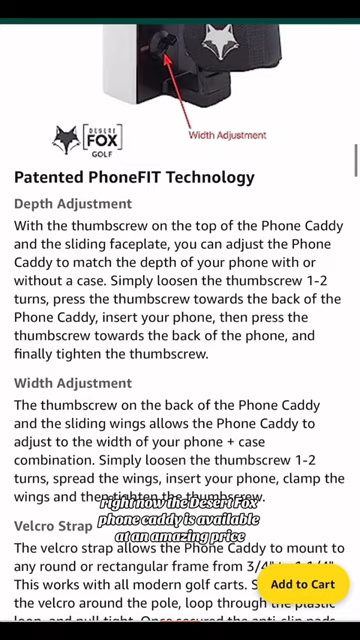 Width Adjustment
DESERT
FOX
GOLF
Patented PhoneFIT Technology
Depth Adjustment
With the thumbscrew on the top of the Phone Caddy
and the sliding faceplate, you can adjust the Phone
Caddy to match the depth of your phone with or
without a case. Simply loosen the thumbscrew 1-2
turns, press the thumbscrew towards the back of the
Phone Caddy, insert your phone, then press the
thumbscrew towards the back of the phone, and
finally tighten the thumbscrew.
Width Adjustment
The thumbscrew on the back of the Phone Caddy
and the sliding wings allows the Phone Caddy to
adjust to the width of your phone + case
combination. Simply loosen the thumbscrew 1-2
turns, spread the wings, insert your phone, clamp the
wings and then tighten the thumbscrew.
right now the Desert Fox
phone caddy is available
at an amazing price
Velcro Strap
The velcro strap allows the Phone Caddy to mount to
any round or rectangular frame from 3/4"
This works with all modern golf carts.
the velcro around the pole, loop through the plastic
Add to Cart